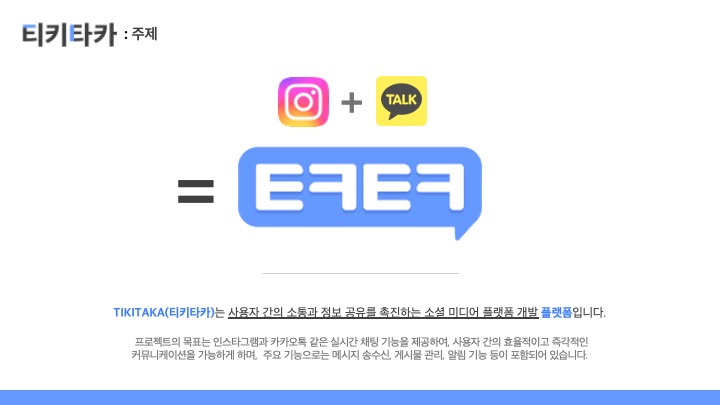 티키타카 : 주제
+
TALK
=
ㅌㅋㅌㅋ
TIKITAKA(티키타카)는 사용자 간의 소통과 정보 공유를 촉진하는 소셜 미디어 플랫폼 개발 플랫폼입니다.
프로젝트의 목표는 인스타그램과 카카오톡 같은 실시간 채팅 기능을 제공하여, 사용자 간의 효율적이고 즉각적인
커뮤니케이션을 가능하게 하며, 주요 기능으로는 메시지 송수신, 게시물 관리, 알림 기능 등이 포함되어 있습니다.